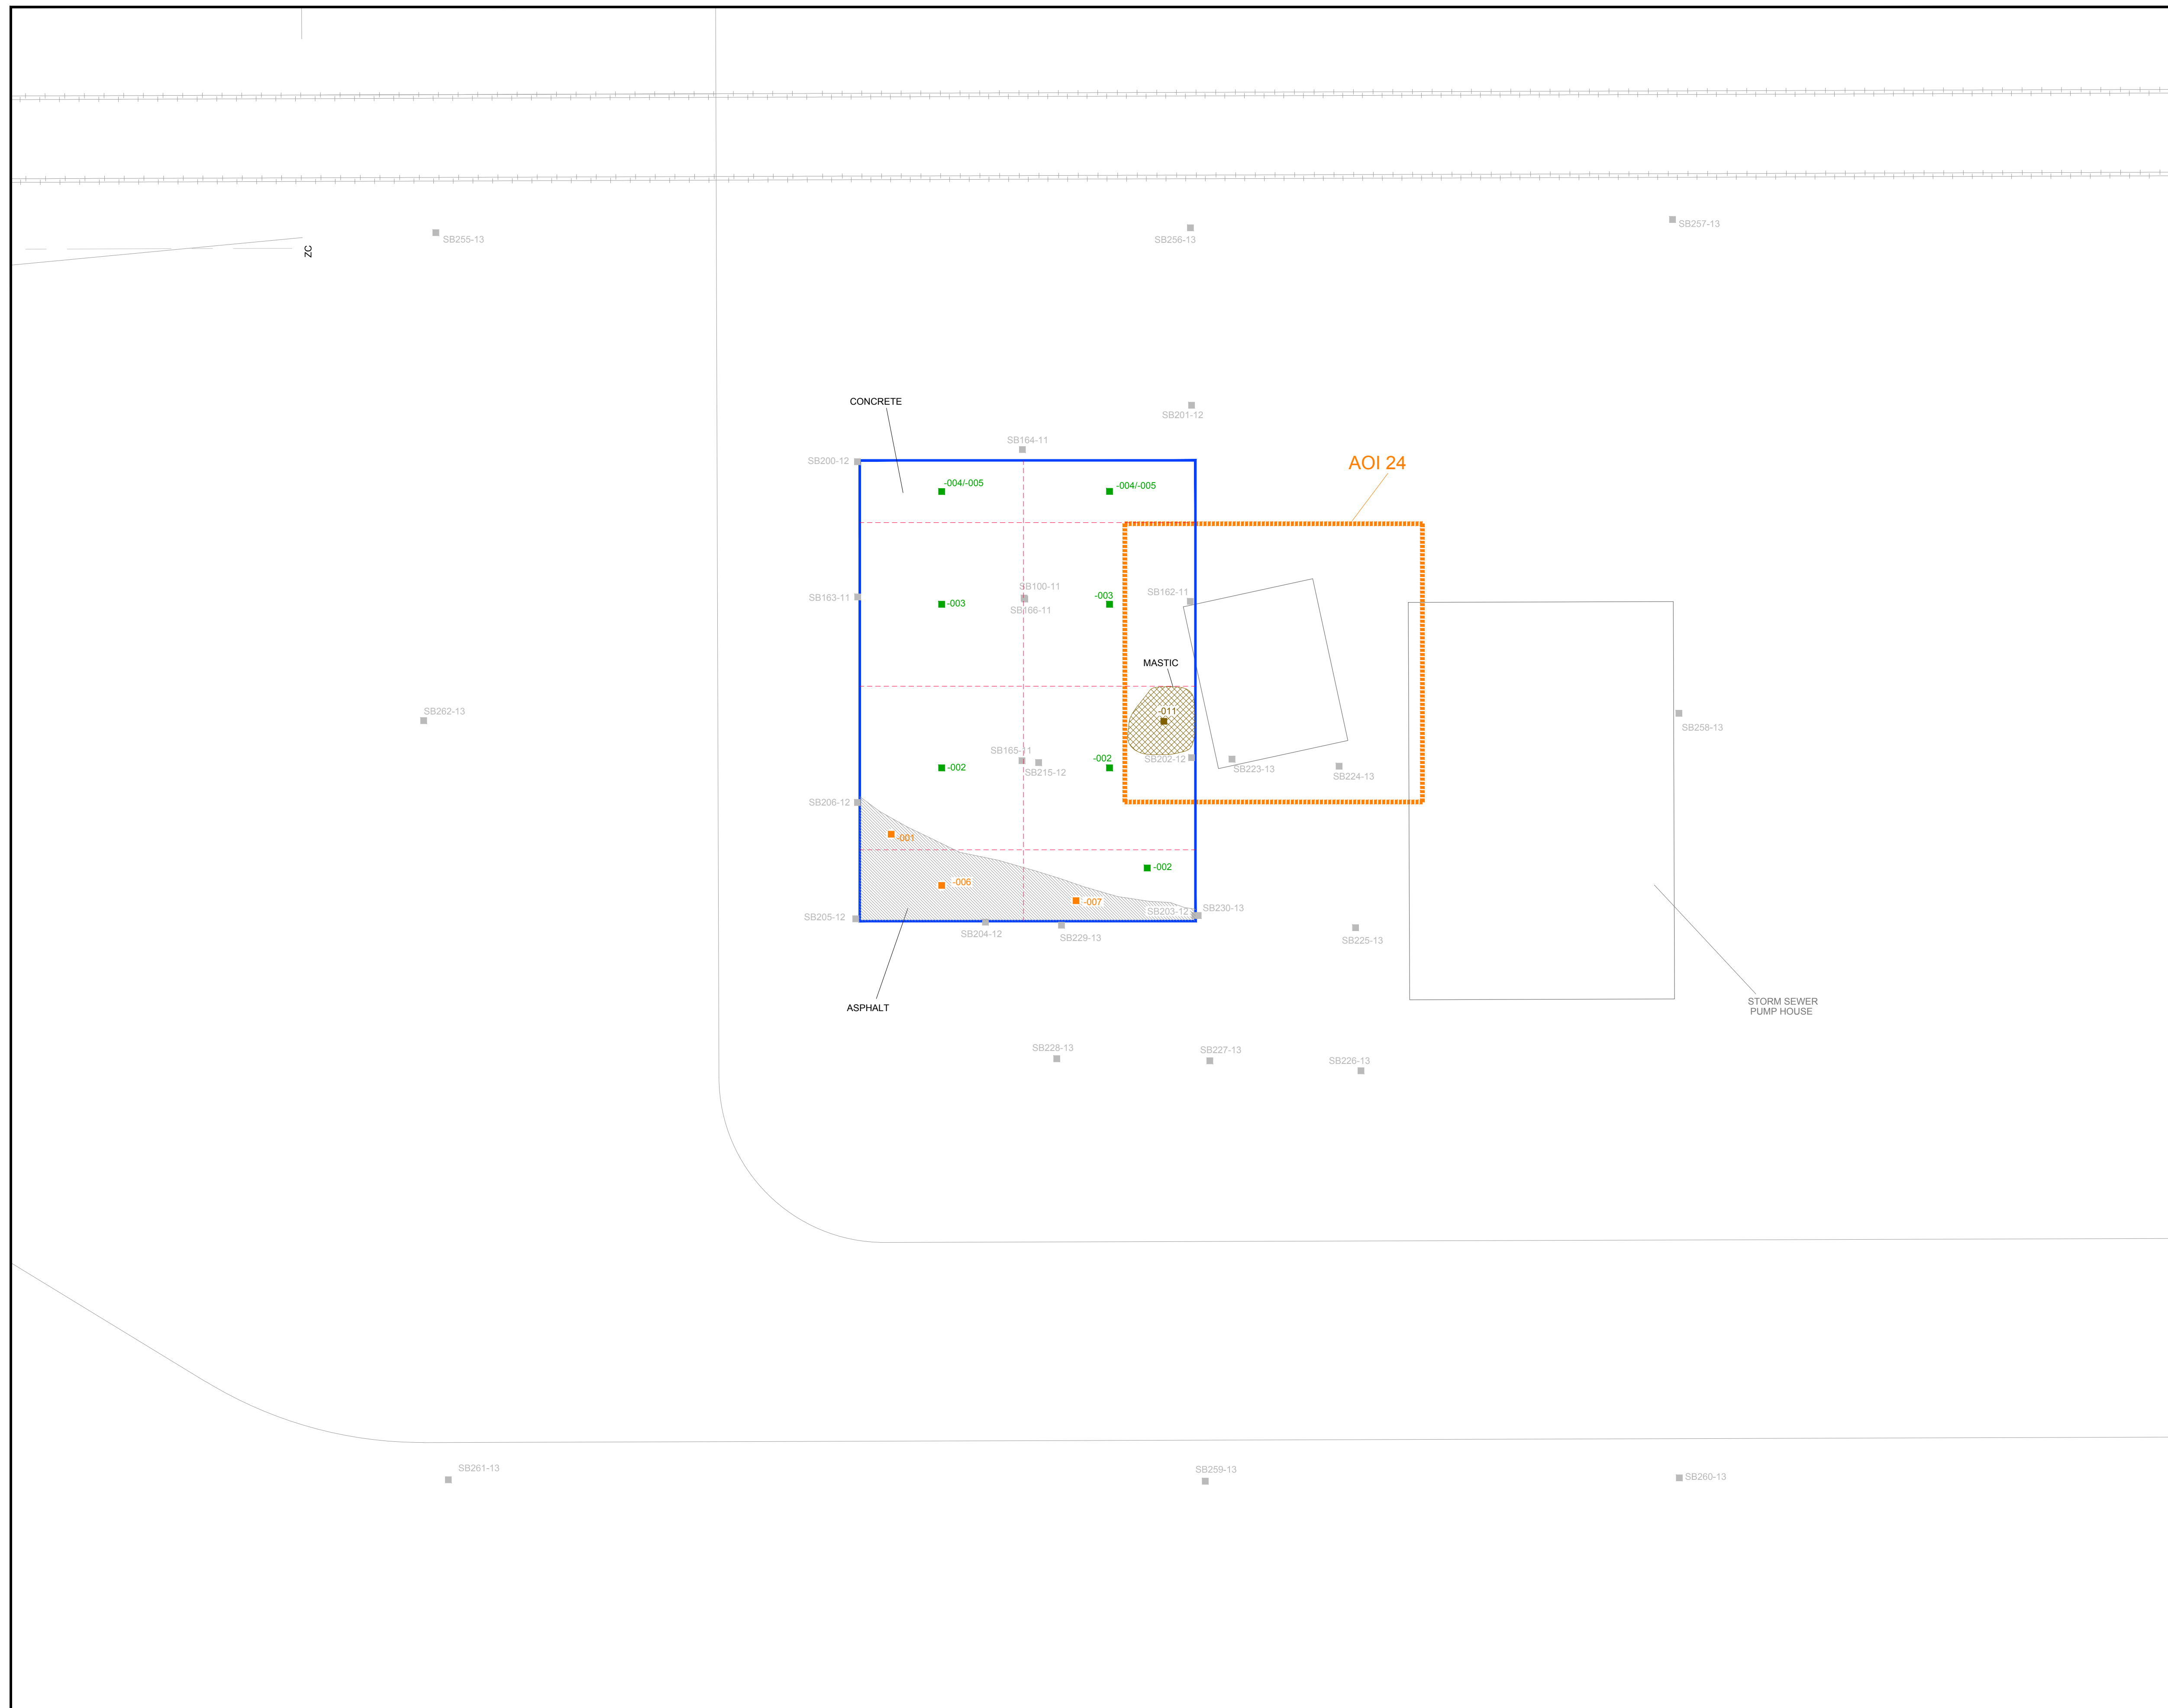 SB257-13
SB256-13
SB255-13
ZC
CONCRETE
SB201-12
SB164-11
SB200-12
AOI 24
-004/-005
-004/-005
SB100-11
SB162-11
-003
-003
SB163-11
SB166-11
MASTIC
SB262-13
-011
SB258-13
SB165-11
-002
SB202-12
-002
SB215-12
SB223-13
SB224-13
SB206-12
-001
-002
-006
-007
SB203-12
SB230-13
SB205-12
SB204-12
SB229-13
SB225-13
STORM SEWER
PUMP HOUSE
ASPHALT
SB228-13
SB227-13
SB226-13
SB261-13
SB259-13
SB260-13